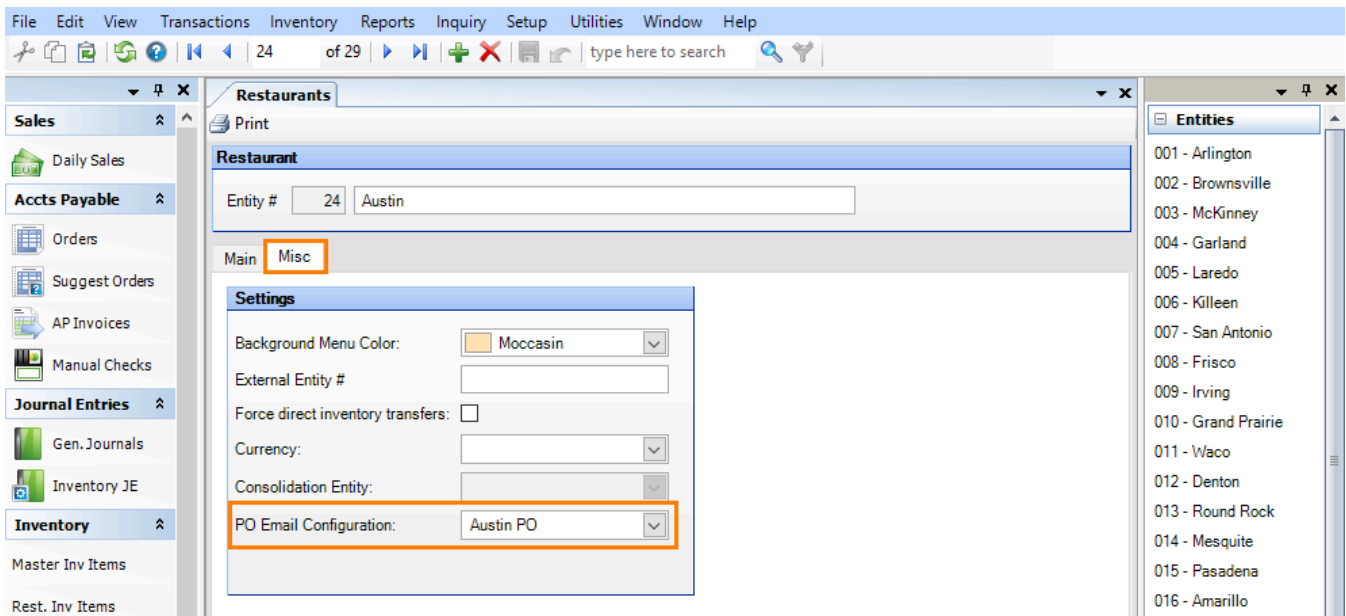 File Edit View Transactions Inventory Reports Inquiry Setup Utilities Window Help
24 of 29 type here to search
Sales
Daily Sales
Accts Payable
Orders
Suggest Orders
AP Invoices
Manual Checks
Journal Entries
Gen. Journals
Inventory JE
Inventory
Master Inv Items
Rest. Inv Items
Restaurants
Print
Restaurant
Entity # 24 Austin
Main Misc
Settings
Background Menu Color: Moccasin
External Entity #
Force direct inventory transfers:
Currency:
Consolidation Entity:
PO Email Configuration: Austin PO
Entities
001 - Arlington
002 - Brownsville
003 - McKinney
004 - Garland
005 - Laredo
006 - Killeen
007 - San Antonio
008 - Frisco
009 - Irving
010 - Grand Prairie
011 - Waco
012 - Denton
013 - Round Rock
014 - Mesquite
015 - Pasadena
016 - Amarillo